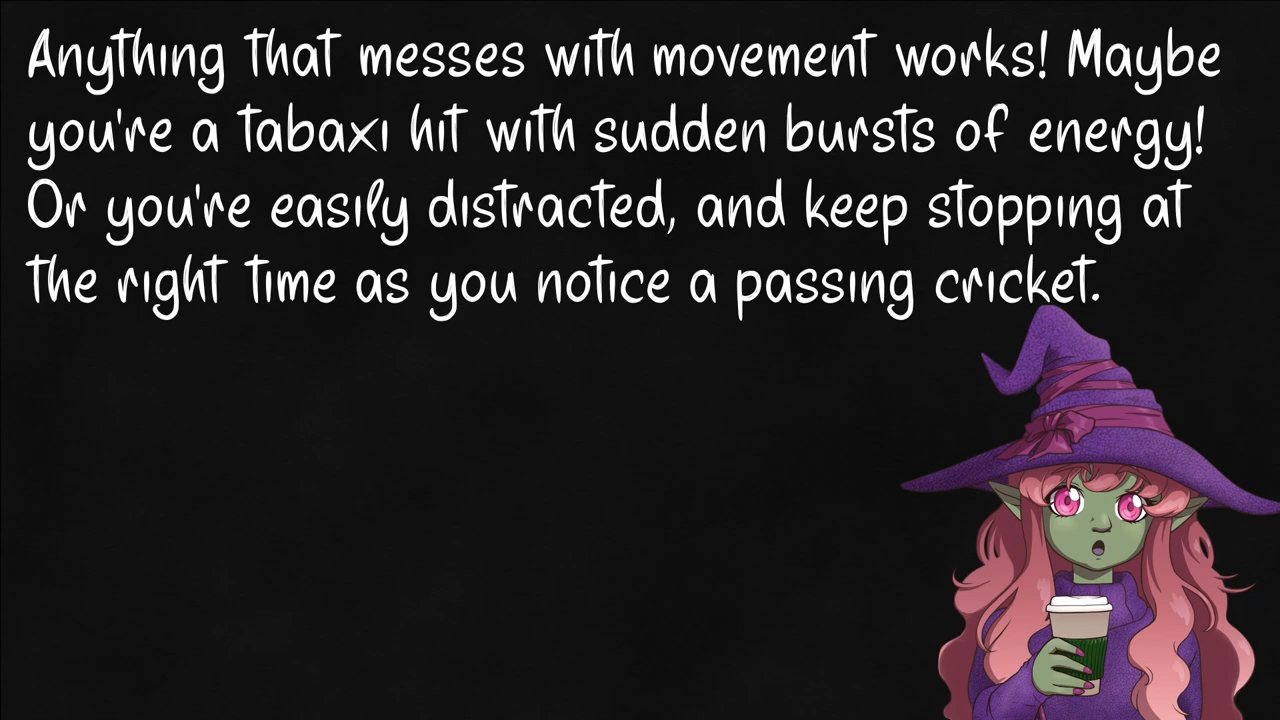 Anything that messes with movement works! Maybe
you're a tabaxi hit with sudden bursts of energy!
Or you're easily distracted, and keep stopping at
the right time as you notice a passing cricket.